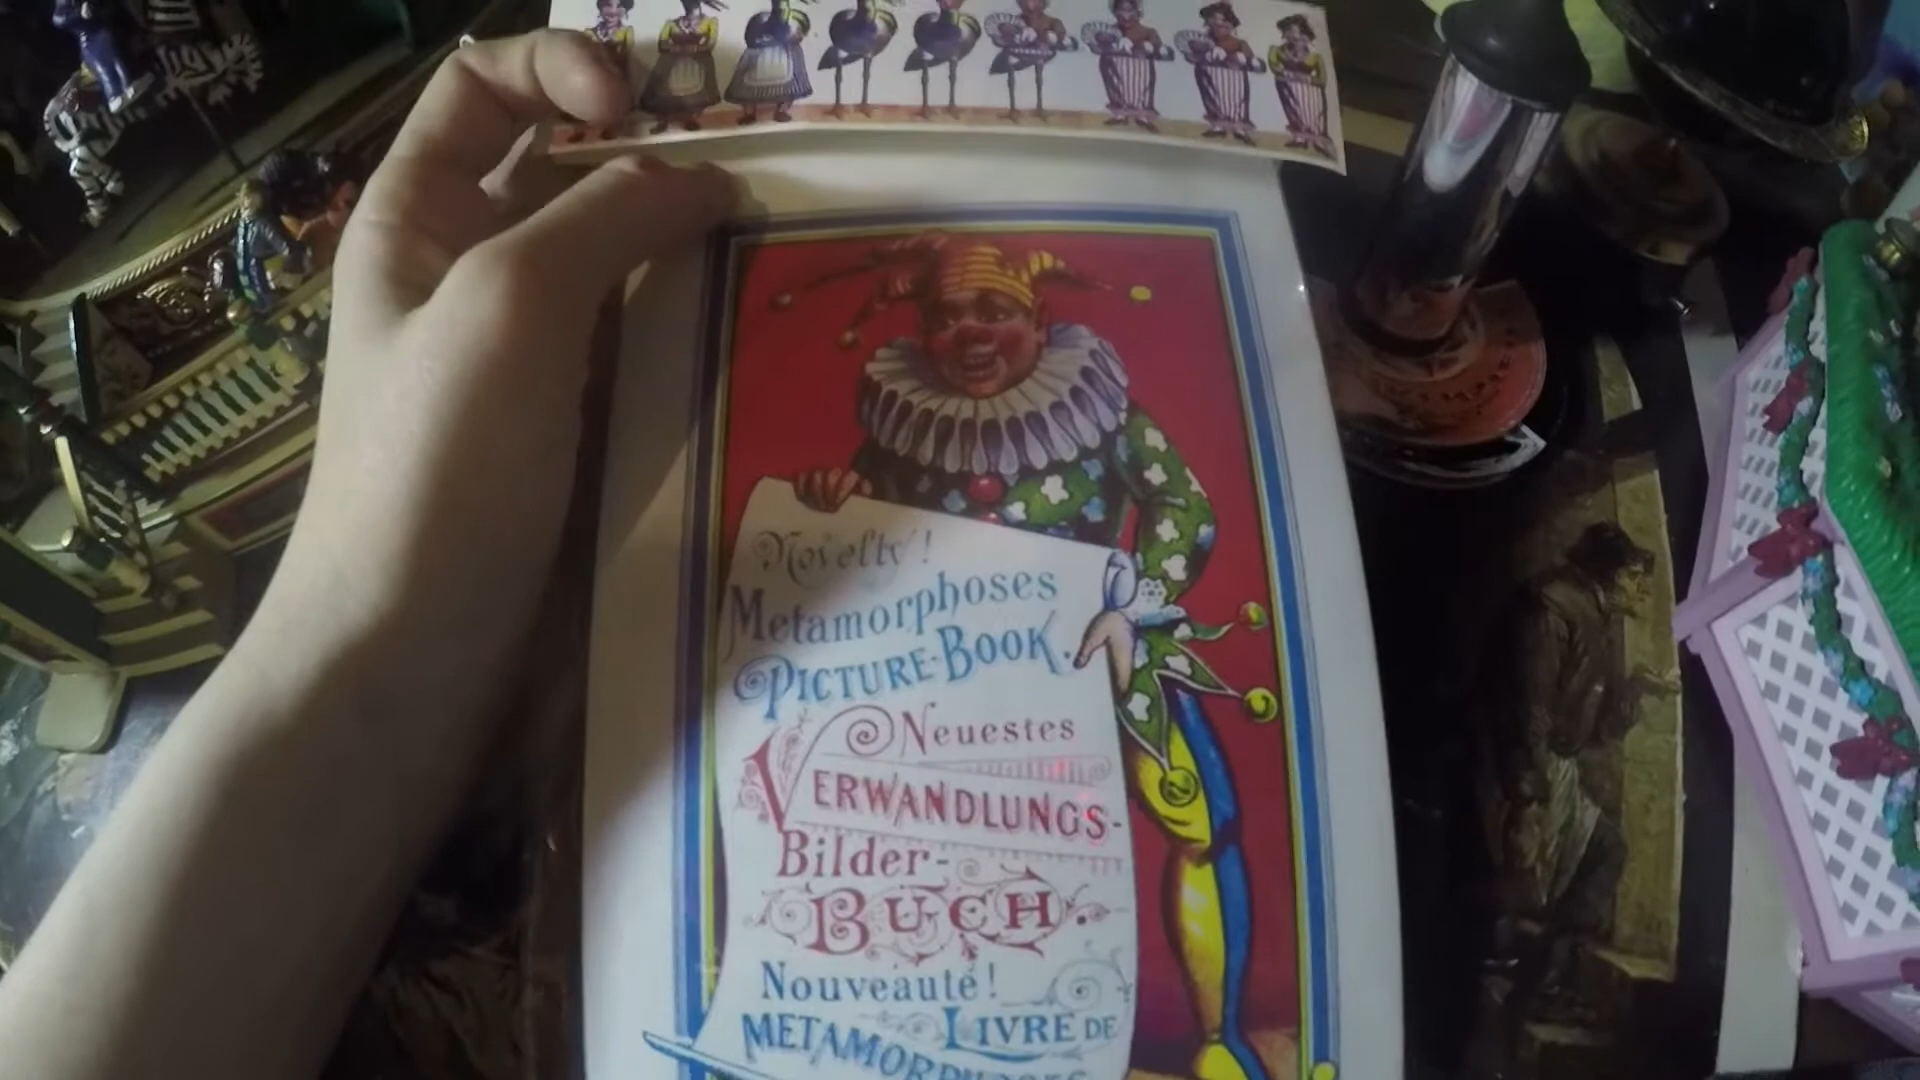 Novelty!
Metamorphoses
PICTURE-BOOK.
Neuestes
VERWANDLUNGS-
Bilder-
BUCH
Nouveauté!
LIVRE DE
METAMORPHOSES